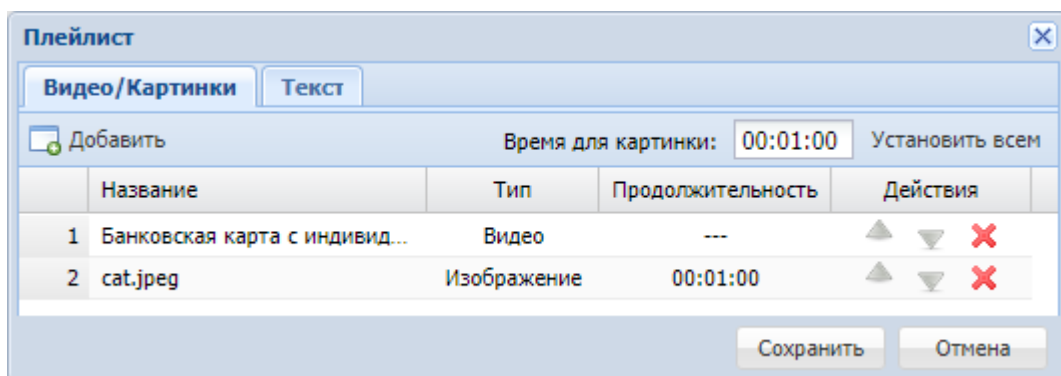 Плейлист
Видео/Картинки Текст
Добавить Время для картинки: 00:01:00 Установить всем
Название Тип Продолжительность Действия
1 Банковская карта с индивид... Видео ---
2 cat.jpeg Изображение 00:01:00
Сохранить Отмена